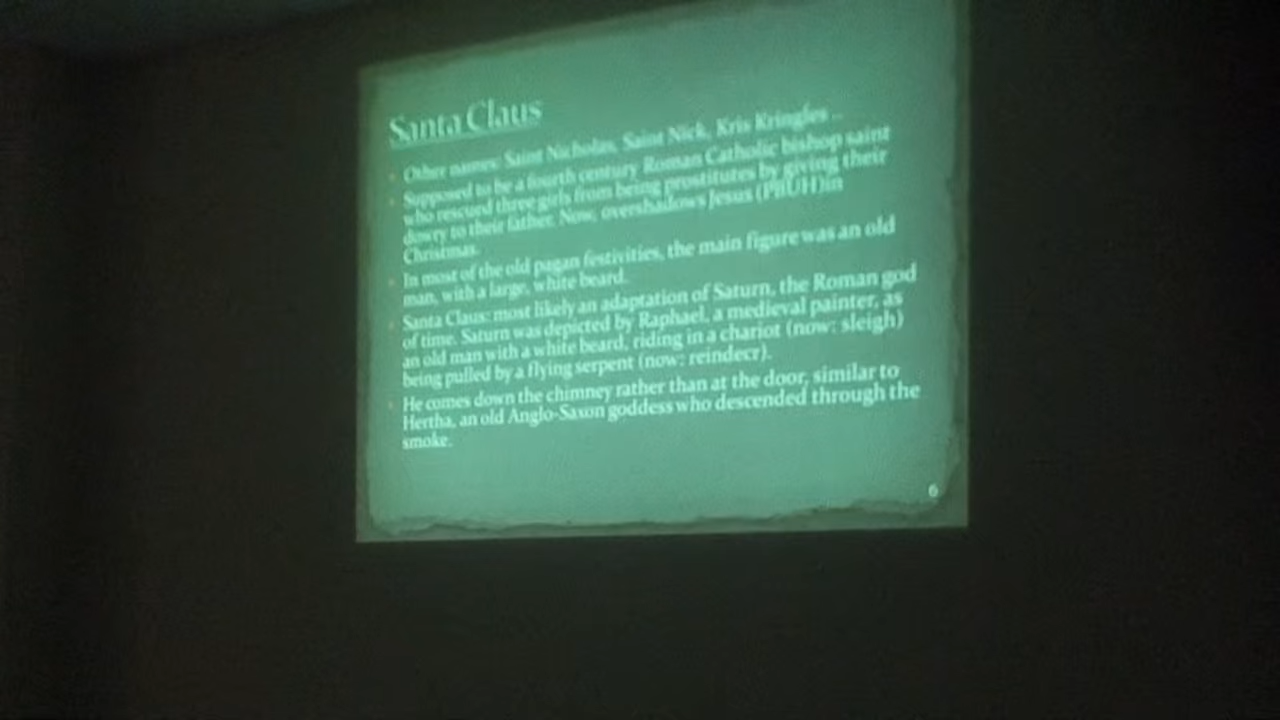 Santa Claus
Other names: Saint Nicholas, Saint Nick, Kris Kringles ...
Supposed to be a fourth century Roman Catholic bishop saint
who rescued three girls from being prostitutes by giving their
dowry to their father. Now, overshadows Jesus (PBUH)in
Christmas.
In most of the old pagan festivities, the main figure was an old
man, with a large, white beard.
Santa Claus: most likely an adaptation of Saturn, the Roman god
of time. Saturn was depicted by Raphael, a medieval painter, as
an old man with a white beard, riding in a chariot (now: sleigh)
being pulled by a flying serpent (now: reindeer).
He comes down the chimney rather than at the door, similar to
Hertha, an old Anglo-Saxon goddess who descended through the
smoke.
6